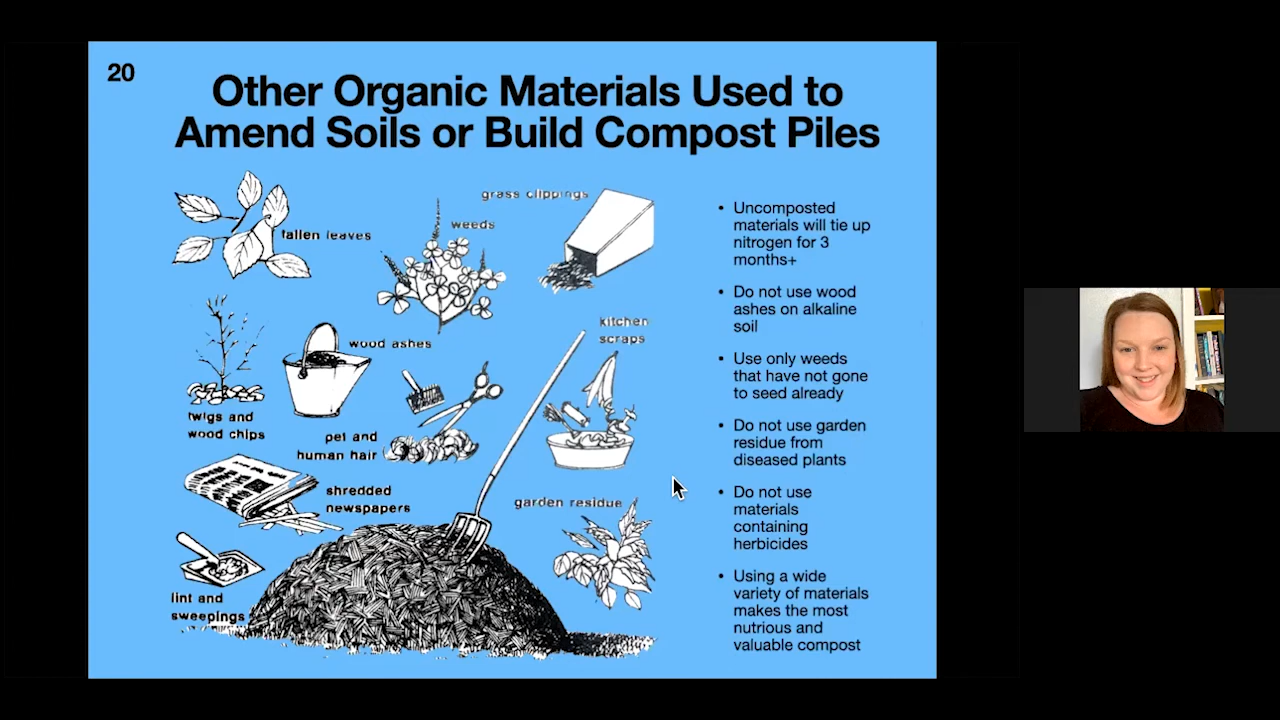 20
Other Organic Materials Used to
Amend Soils or Build Compost Piles
grass clippings
fallen leaves
weeds
kitchen
scraps
wood ashes
twigs and
wood chips
pet and
human hair
shredded
newspapers
garden residue
lint and
sweepings
• Uncomposted
materials will tie up
nitrogen for 3
months+
• Do not use wood
ashes on alkaline
soil
• Use only weeds
that have not gone
to seed already
• Do not use garden
residue from
diseased plants
• Do not use
materials
containing
herbicides
• Using a wide
variety of materials
makes the most
nutritious and
valuable compost